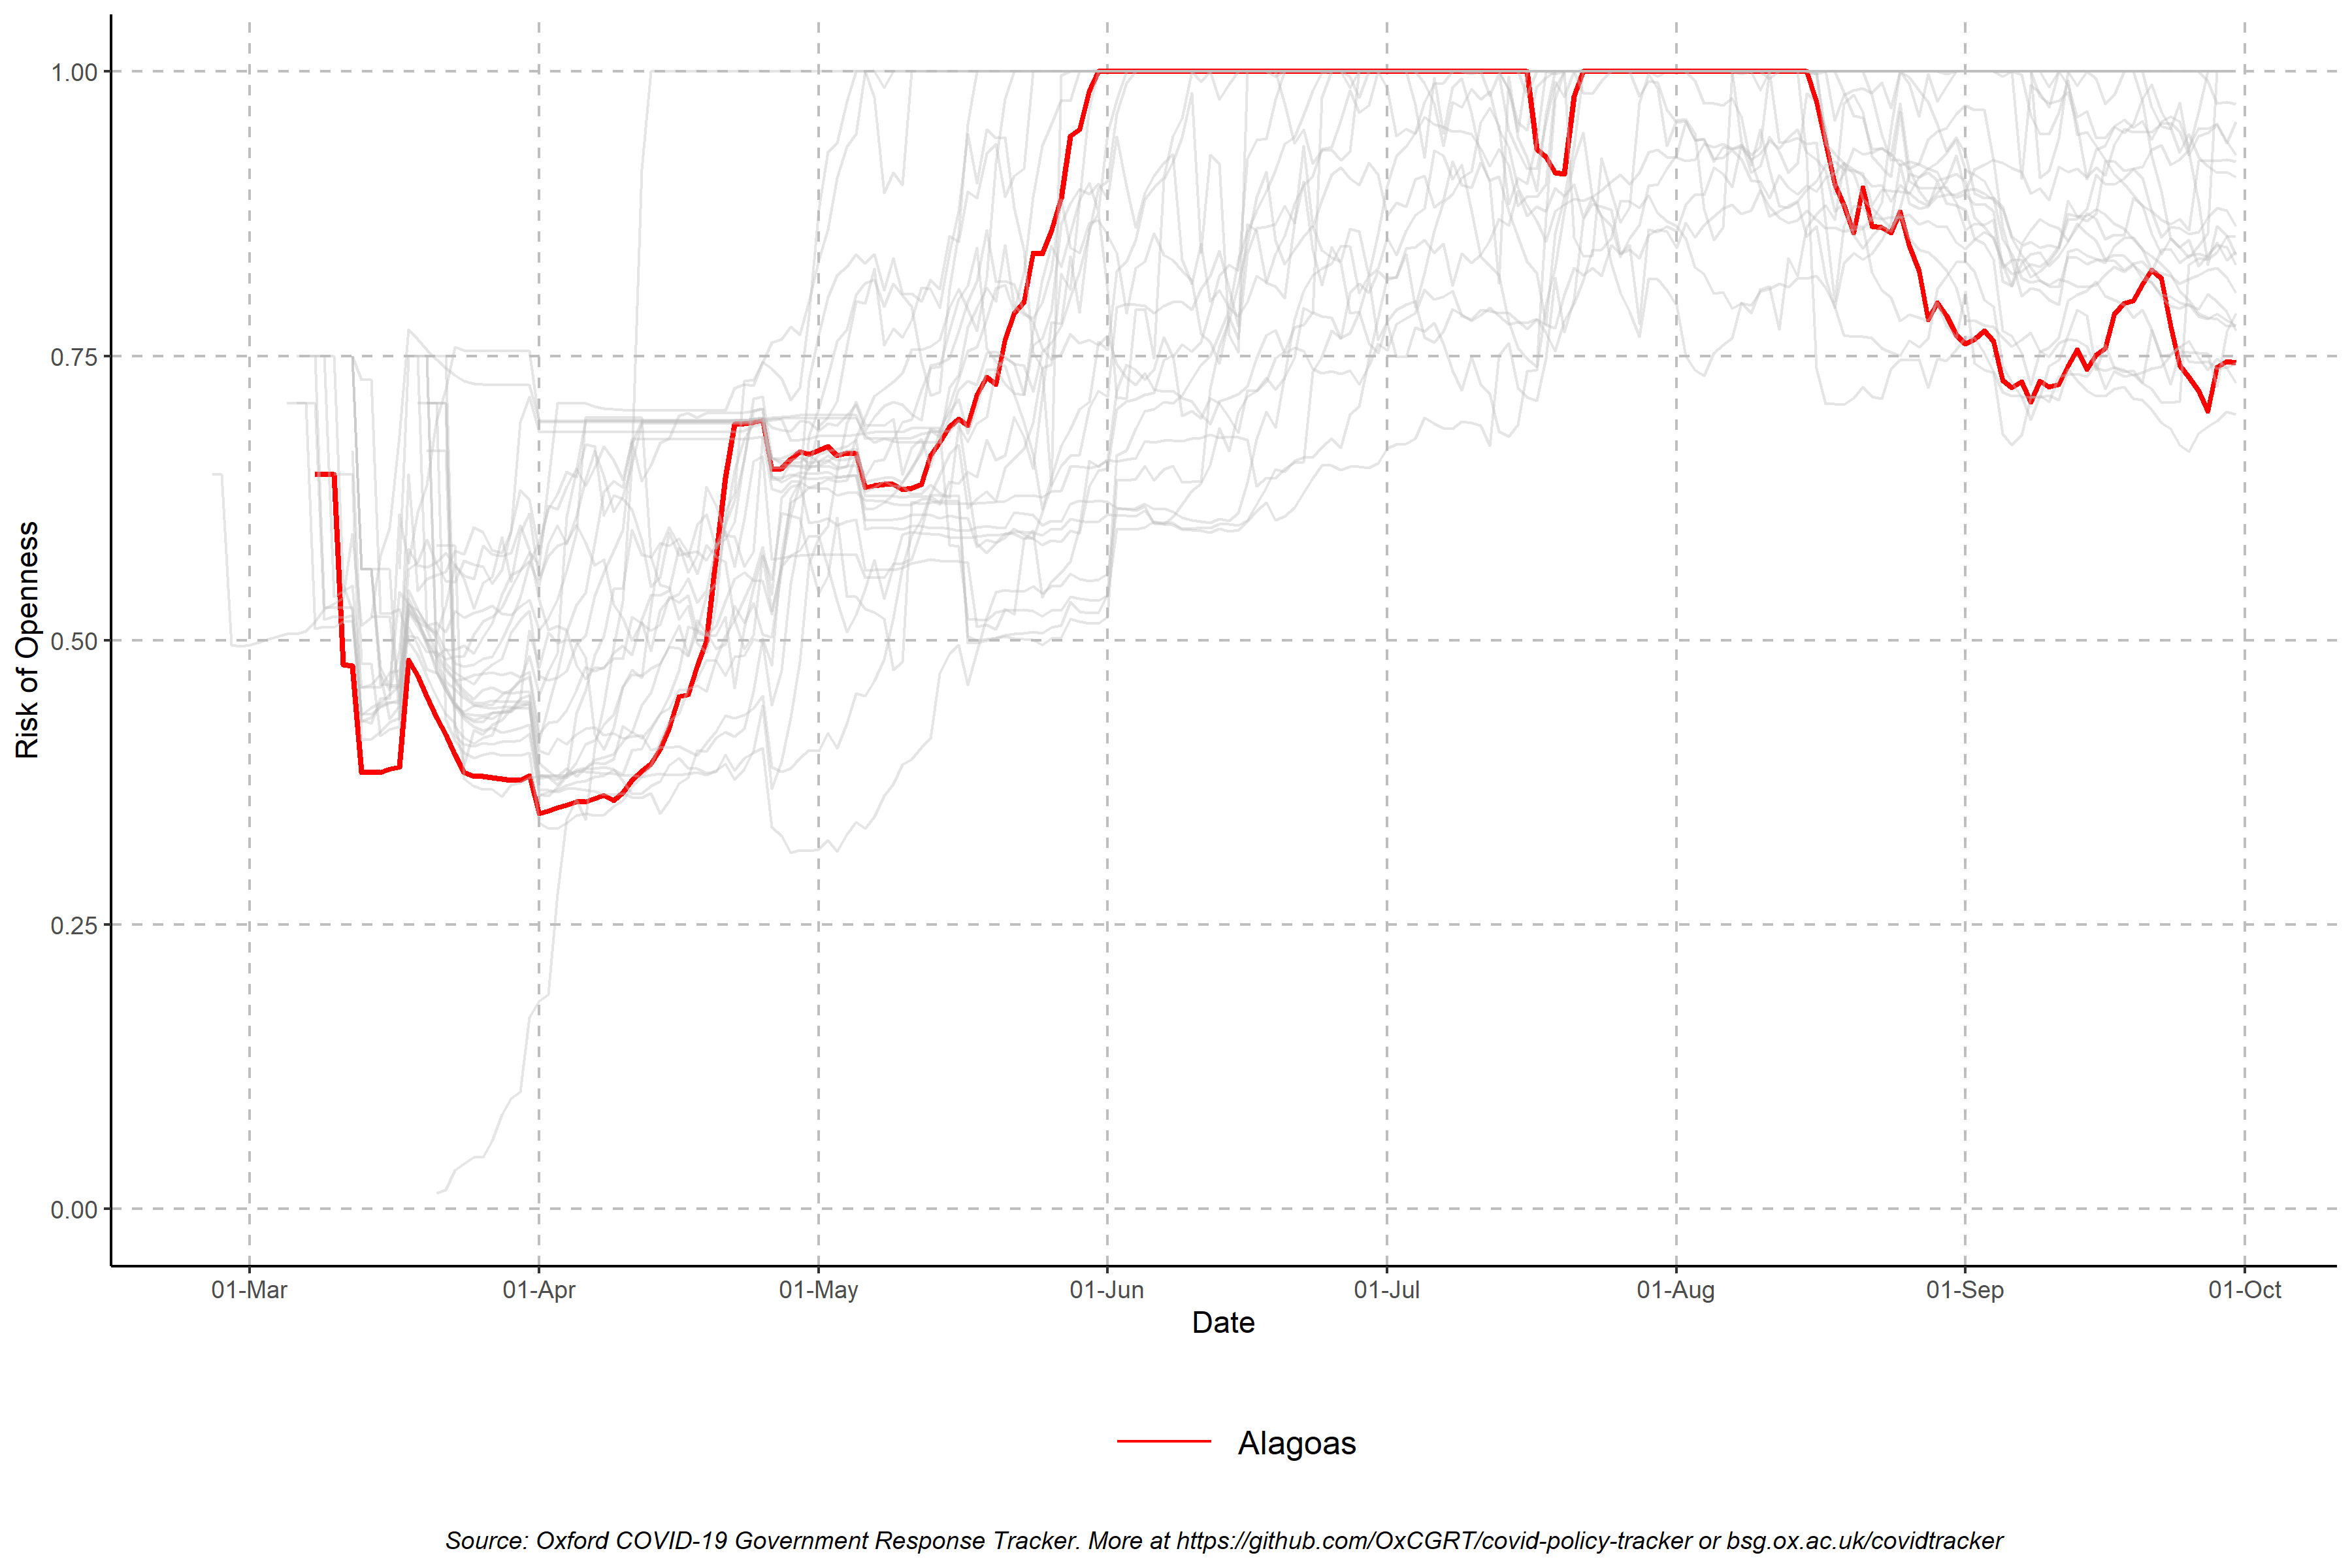 Risk of Openness
1.00
0.75
0.50
0.25
0.00
01-Mar 01-Apr 01-May 01-Jun 01-Jul 01-Aug 01-Sep 01-Oct
Date
Alagoas
Source: Oxford COVID-19 Government Response Tracker. More at https://github.com/OxCGRT/covid-policy-tracker or bsg.ox.ac.uk/covidtracker